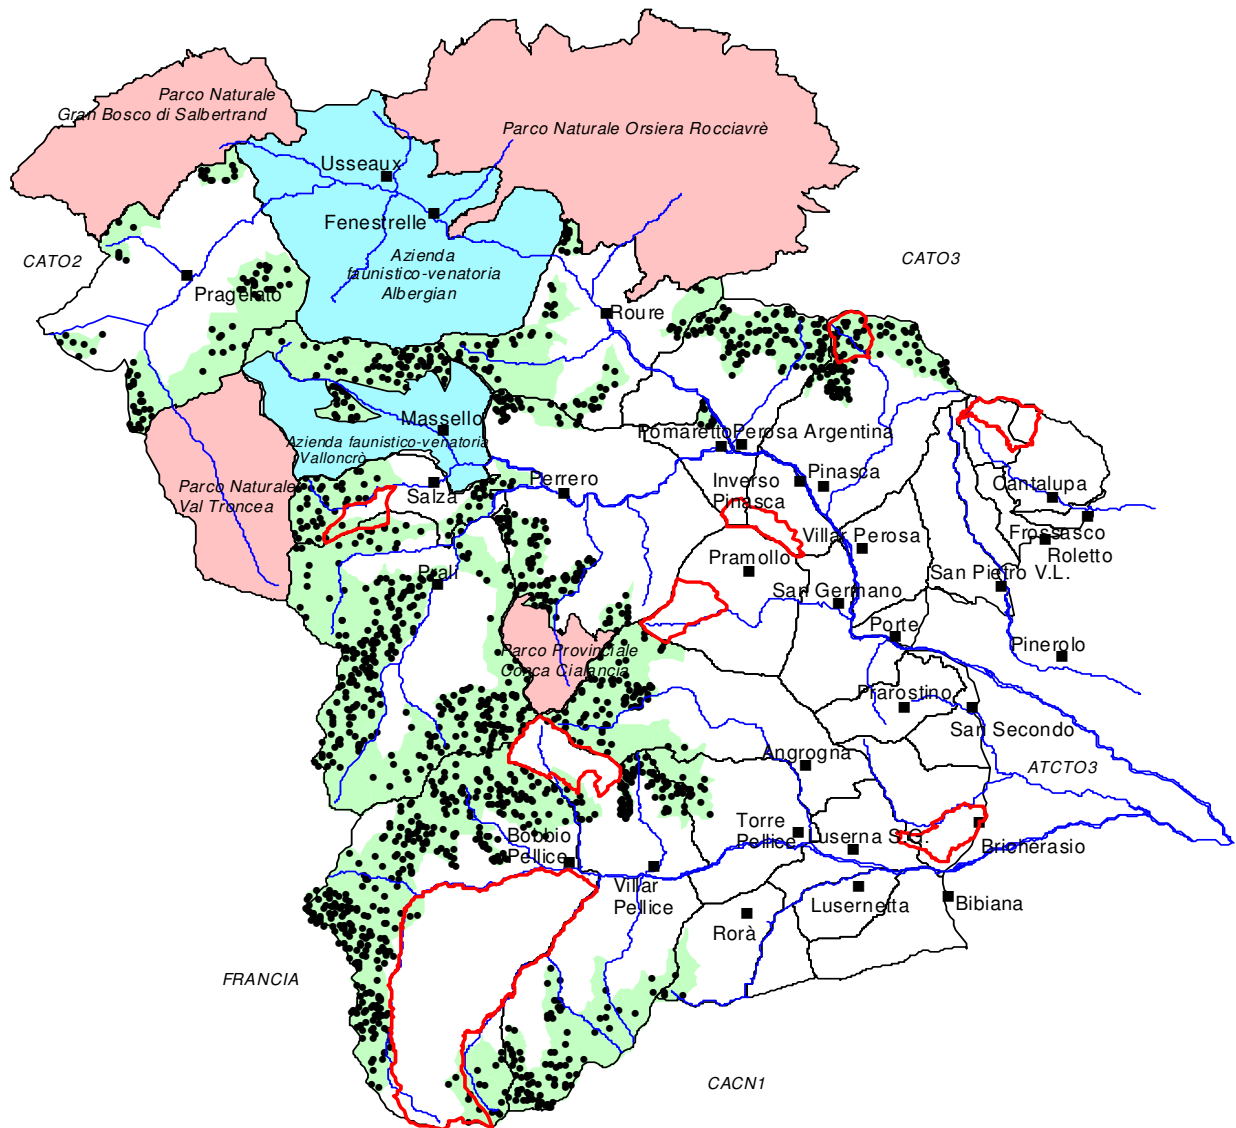 Parco Naturale
Gran Bosco di Salbertrand
Parco Naturale Orsiera Rocciavrè
Usseaux
Fenestrelle
CATO2
Azienda
faunistico-venatoria
Albergian
CATO3
Pragelato
Roure
Massello
Pomaretto
Perosa Argentina
Azienda faunistico-venatoria
Valloncrò
Parco Naturale
Val Troncea
Salza
Perrero
Inverso
Pinasca
Pinasca
Cantalupa
Frossasco
Roletto
Villar Perosa
Pramollo
San Pietro V.L.
Prali
San Germano
Porte
Pinerolo
Parco Provinciale
Conca Cialancia
Prarostino
San Secondo
Angrogna
ATCTO3
Bobbio
Pellice
Torre
Pellice
Luserna S.G.
Bricherasio
Villar
Pellice
Lusernetta
Bibiana
Rorà
FRANCIA
CACN1